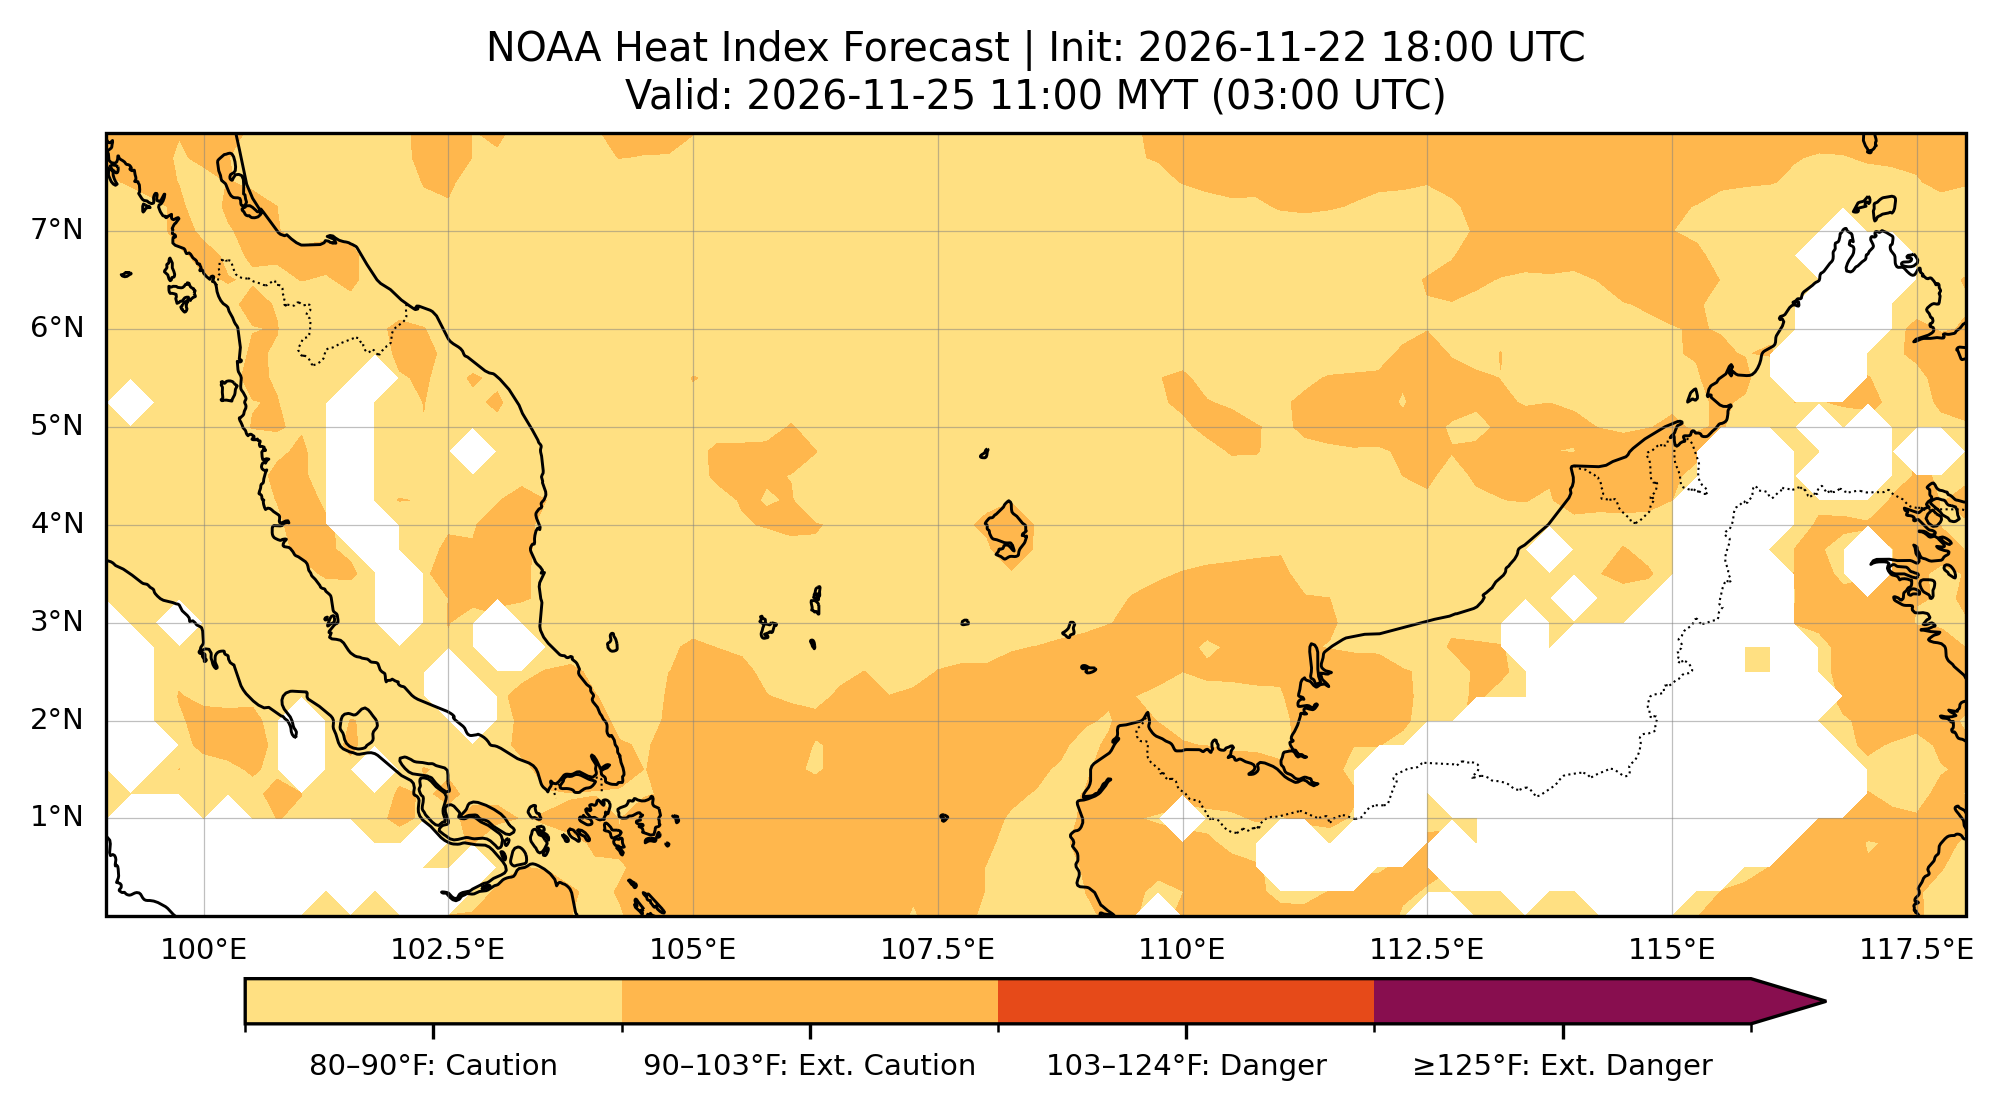 NOAA Heat Index Forecast | Init: 2026-11-22 18:00 UTC
Valid: 2026-11-25 11:00 MYT (03:00 UTC)
7°N
6°N
5°N
4°N
3°N
2°N
1°N
100°E 102.5°E 105°E 107.5°E 110°E 112.5°E 115°E 117.5°E
80–90°F: Caution 90–103°F: Ext. Caution 103–124°F: Danger ≥125°F: Ext. Danger